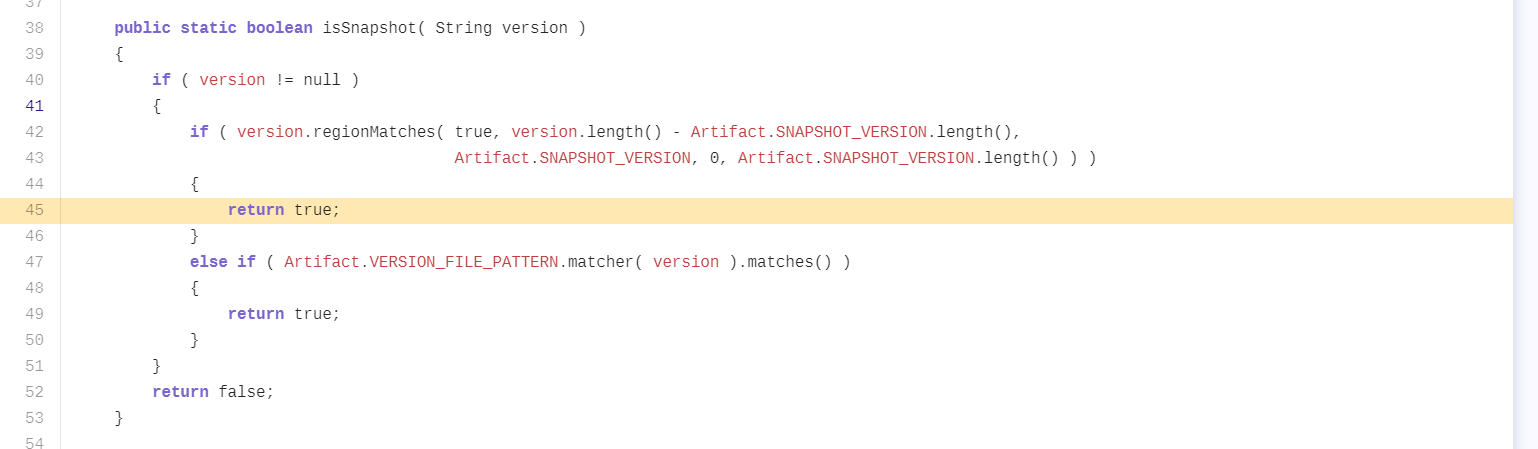 37
38 public static boolean isSnapshot( String version )
39 {
40 if ( version != null )
41 {
42 if ( version.regionMatches( true, version.length() - Artifact.SNAPSHOT_VERSION.length(),
43 Artifact.SNAPSHOT_VERSION, 0, Artifact.SNAPSHOT_VERSION.length() ) )
44 {
45 return true;
46 }
47 else if ( Artifact.VERSION_FILE_PATTERN.matcher( version ).matches() )
48 {
49 return true;
50 }
51 }
52 return false;
53 }
54